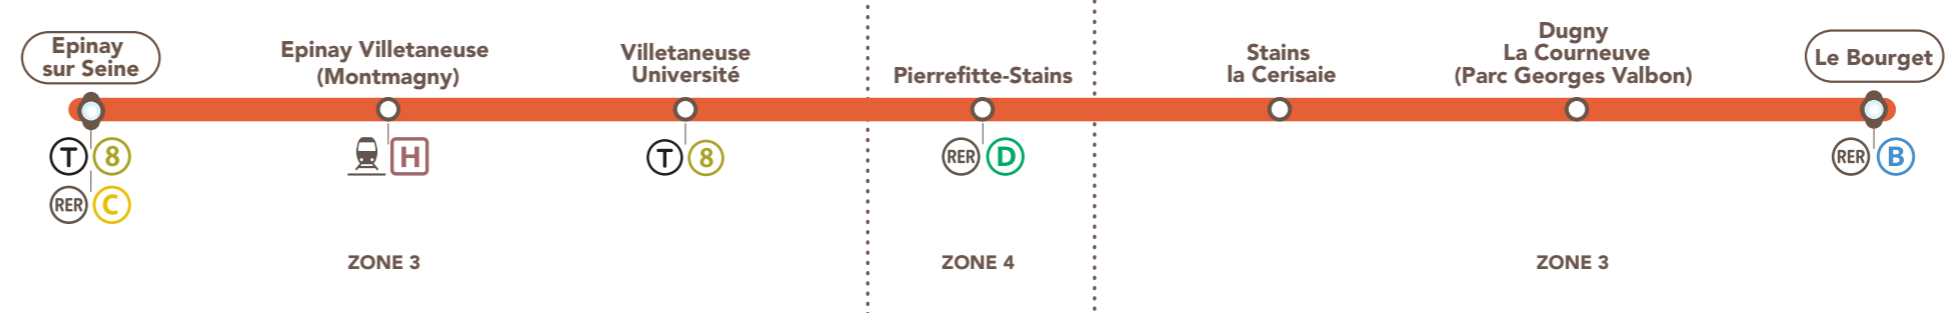 Epinay
sur Seine
T 8
RER C
Epinay Villetaneuse
(Montmagny)
H
Villetaneuse
Université
T 8
Pierrefitte-Stains
RER D
Stains
la Cerisaie
Dugny
La Courneuve
(Parc Georges Valbon)
Le Bourget
RER B
ZONE 3
ZONE 4
ZONE 3